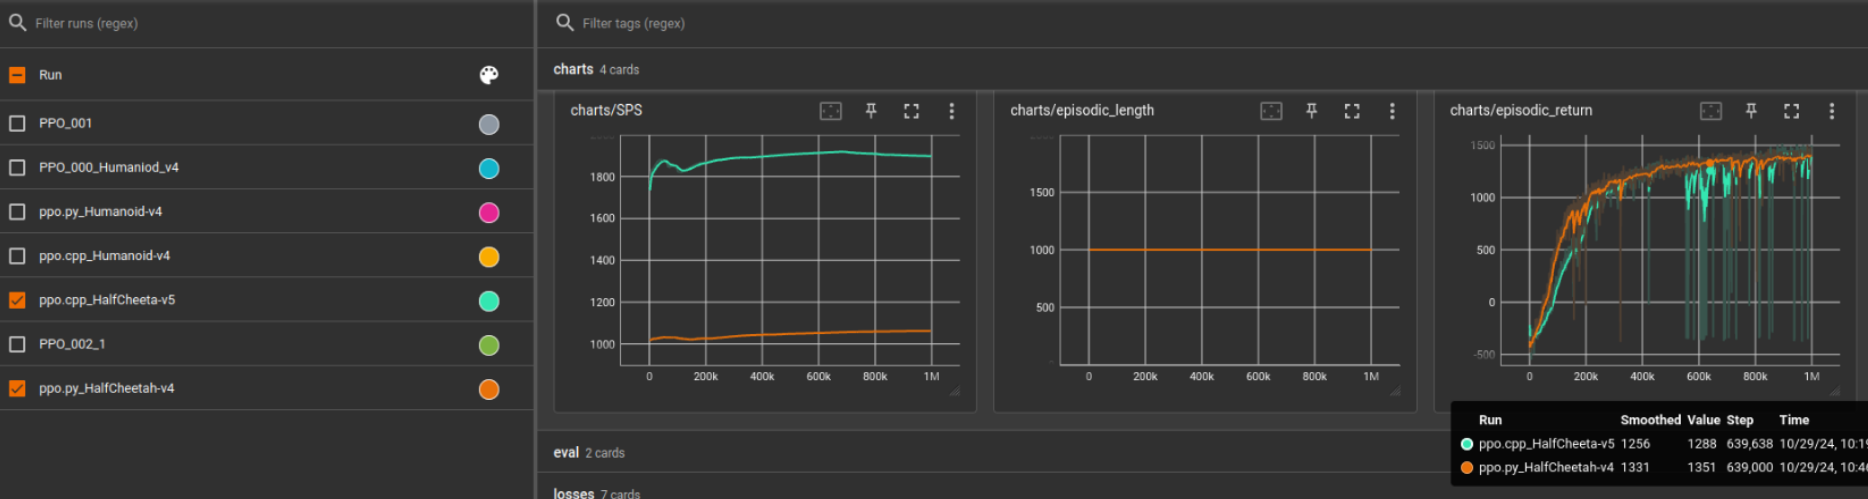 Filter runs (regex)
Run
PPO_001
PPO_000_Humaniod_v4
ppo.py_Humanoid-v4
ppo.cpp_Humanoid-v4
ppo.cpp_HalfCheeta-v5
PPO_002_1
ppo.py_HalfCheetah-v4
Filter tags (regex)
charts 4 cards
charts/SPS
1800
1600
1400
1200
1000
0 200k 400k 600k 800k 1M
charts/episodic_length
1500
1000
500
0 200k 400k 600k 800k 1M
charts/episodic_return
1500
1000
500
0
-500
0 200k 400k 600k 800k 1M
Run Smoothed Value Step Time
ppo.cpp_HalfCheeta-v5 1256 1288 639,638 10/29/24, 10:19
ppo.py_HalfCheetah-v4 1331 1351 639,000 10/29/24, 10:46
eval 2 cards
losses 7 cards